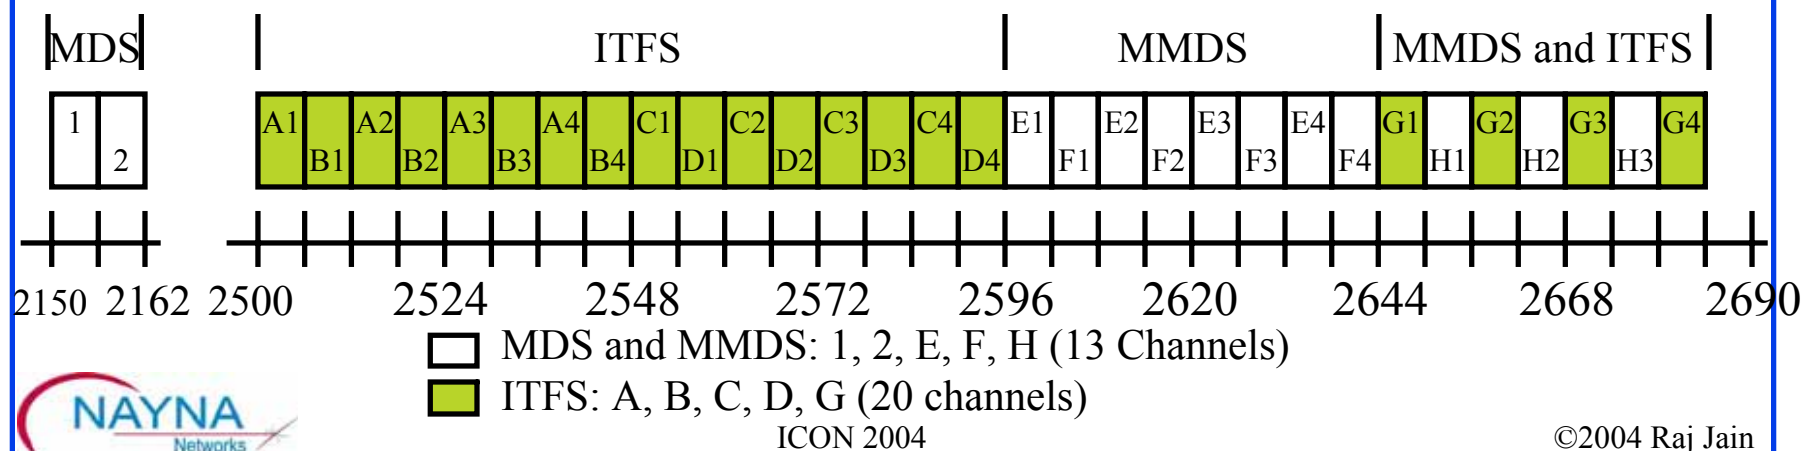 MDS ITFS MMDS MMDS and ITFS
A1 A2 A3 A4 C1 C2 C3 C4 E1 E2 E3 E4 G1 G2 G3 G4
1
2 B1 B2 B3 B4 D1 D2 D3 D4 F1 F2 F3 F4 H1 H2 H3
2150 2162 2500 2524 2548 2572 2596 2620 2644 2668 2690
MDS and MMDS: 1, 2, E, F, H (13 Channels)
ITFS: A, B, C, D, G (20 channels)
NAYNA
Networks
ICON 2004 ©2004 Raj Jain